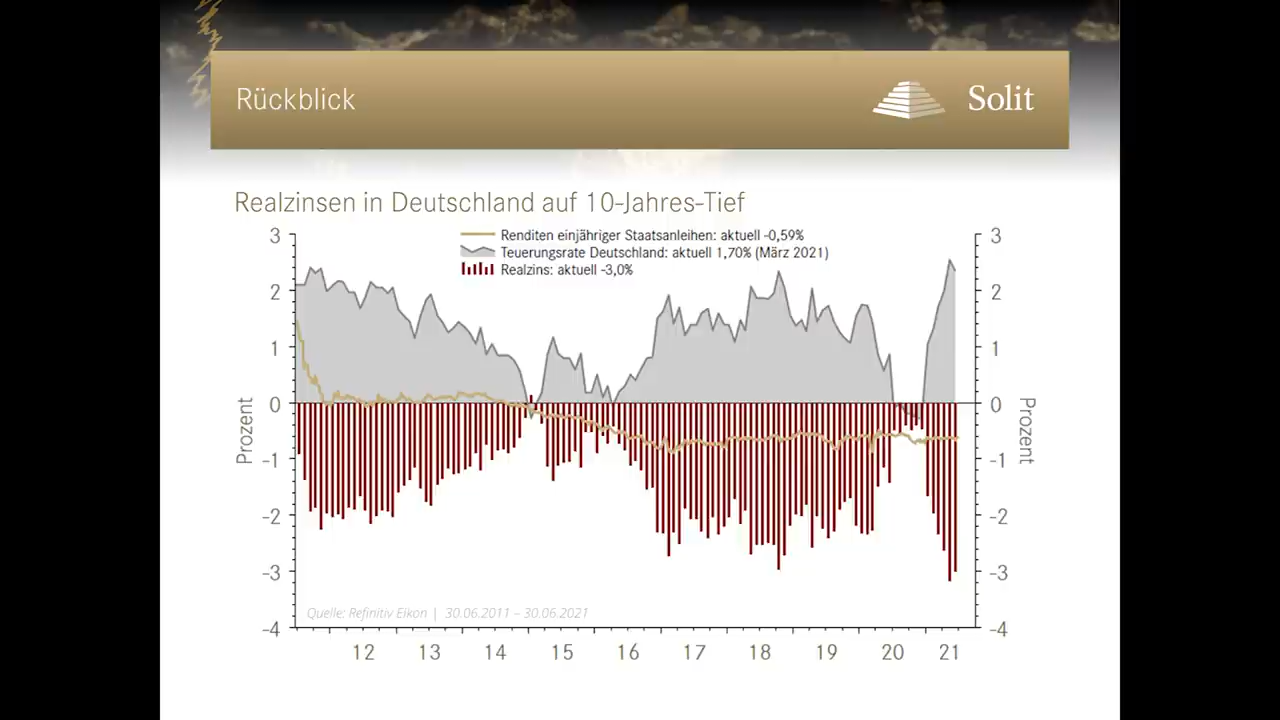 Rückblick
Solit
Realzinsen in Deutschland auf 10-Jahres-Tief
Renditen einjähriger Staatsanleihen: aktuell -0,59%
Teuerungsrate Deutschland: aktuell 1,70% (März 2021)
Realzins: aktuell -3,0%
3
2
1
0
-1
-2
-3
-4
Prozent
3
2
1
0
-1
-2
-3
-4
Prozent
Quelle: Refinitiv Eikon | 30.06.2011 – 30.06.2021
12 13 14 15 16 17 18 19 20 21